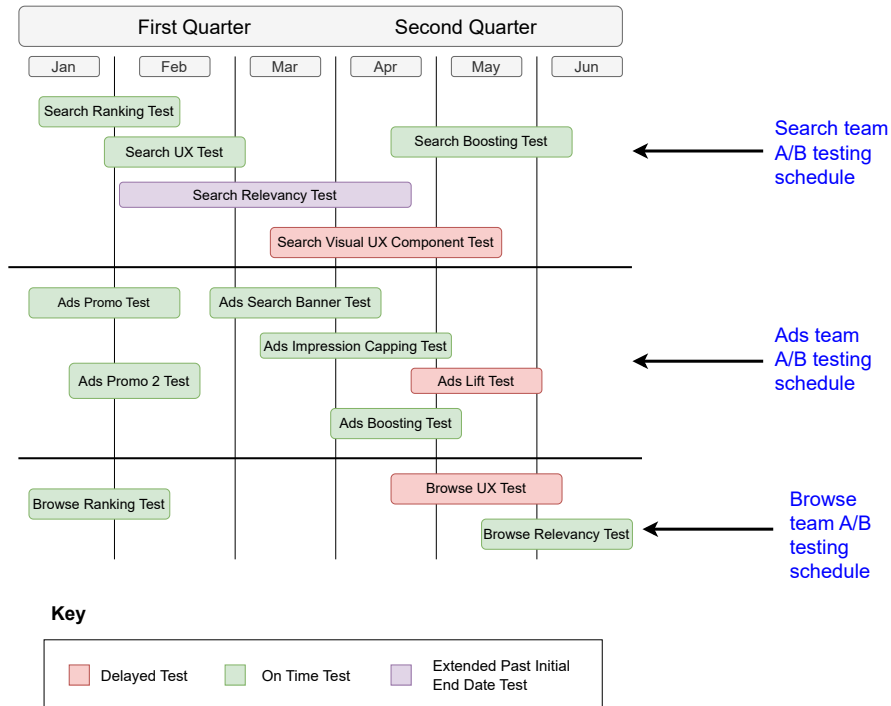 First Quarter
Second Quarter
Jan
Feb
Mar
Apr
May
Jun
Search Ranking Test
Search UX Test
Search Boosting Test
Search Relevancy Test
Search Visual UX Component Test
Search team
A/B testing
schedule
Ads Promo Test
Ads Search Banner Test
Ads Impression Capping Test
Ads Promo 2 Test
Ads Lift Test
Ads Boosting Test
Ads team
A/B testing
schedule
Browse Ranking Test
Browse UX Test
Browse Relevancy Test
Browse
team A/B
testing
schedule
Key
Delayed Test
On Time Test
Extended Past Initial
End Date Test